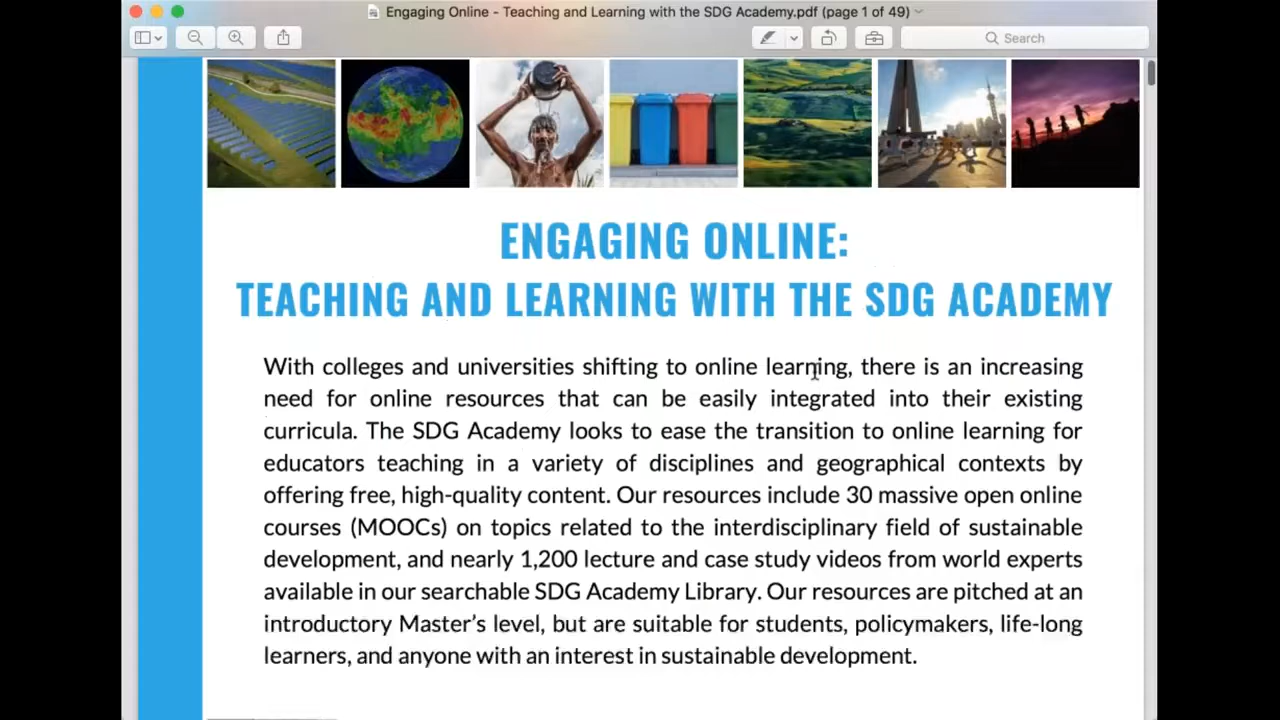 Engaging Online - Teaching and Learning with the SDG Academy.pdf (page 1 of 49)
Search
ENGAGING ONLINE:
TEACHING AND LEARNING WITH THE SDG ACADEMY
With colleges and universities shifting to online learning, there is an increasing
need for online resources that can be easily integrated into their existing
curricula. The SDG Academy looks to ease the transition to online learning for
educators teaching in a variety of disciplines and geographical contexts by
offering free, high-quality content. Our resources include 30 massive open online
courses (MOOCs) on topics related to the interdisciplinary field of sustainable
development, and nearly 1,200 lecture and case study videos from world experts
available in our searchable SDG Academy Library. Our resources are pitched at an
introductory Master's level, but are suitable for students, policymakers, life-long
learners, and anyone with an interest in sustainable development.